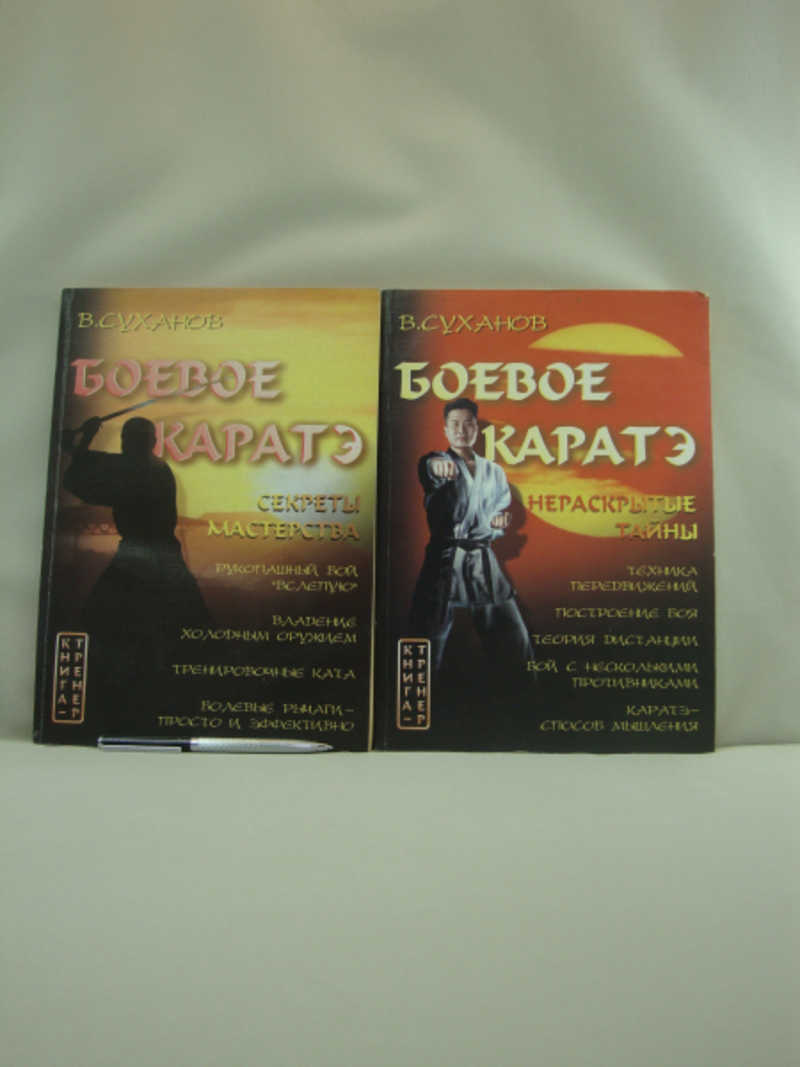 В.СУХАНОВ
БОЕВОЕ
КАРАТЭ
СЕКРЕТЫ
МАСТЕРСТВА
РУКОПАШНЫЙ БОЙ
"ВСЛЕПУЮ"
ВЛАДЕНИЕ
ХОЛОДНЫМ ОРУЖИЕМ
ТРЕНИРОВОЧНЫЕ КАТА
БОЛЕВЫЕ РЫЧАГИ–
ПРОСТО И ЭФФЕКТИВНО
КНИГА-
ТРЕНЕР
В.СУХАНОВ
БОЕВОЕ
КАРАТЭ
НЕРАСКРЫТЫЕ
ТАЙНЫ
ТЕХНИКА
ПЕРЕДВИЖЕНИЙ
ПОСТРОЕНИЕ БОЯ
ТЕОРИЯ ДИСТАНЦИИ
БОЙ С НЕСКОЛЬКИМИ
ПРОТИВНИКАМИ
КАРАТЭ–
СПОСОБ МЫШЛЕНИЯ
КНИГА-
ТРЕНЕР